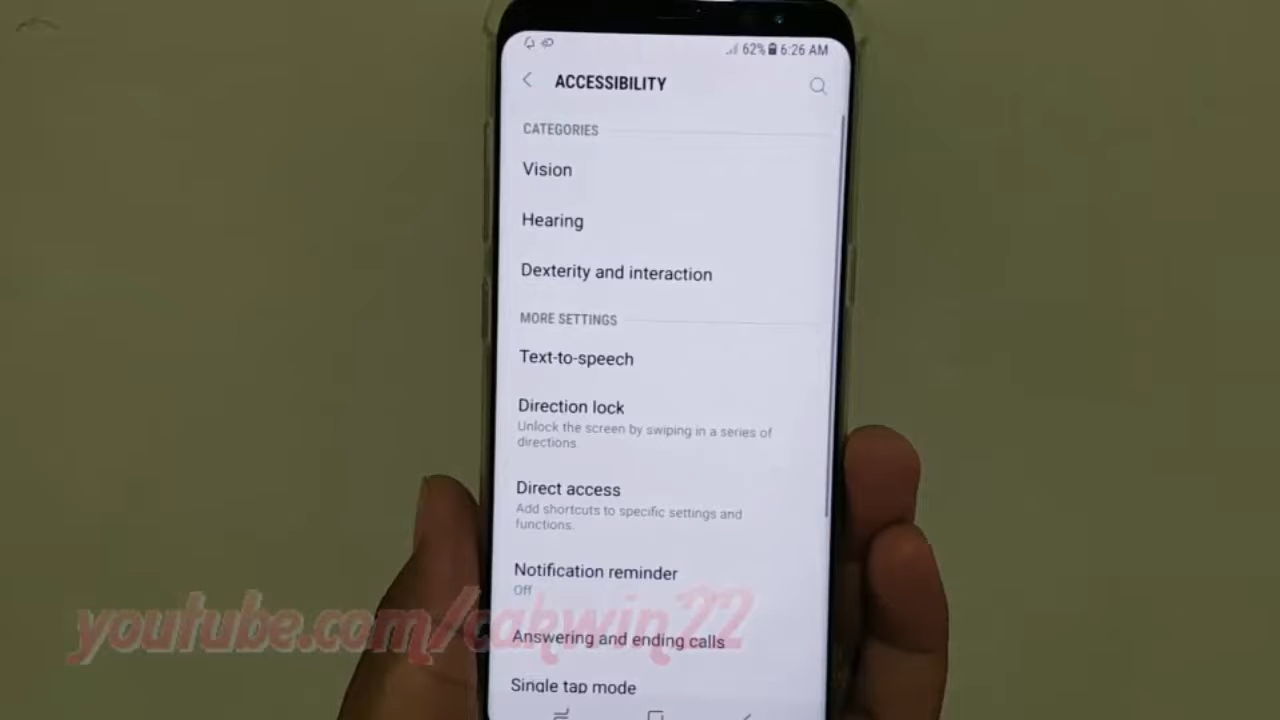 62% 6:26 AM
ACCESSIBILITY
CATEGORIES
Vision
Hearing
Dexterity and interaction
MORE SETTINGS
Text-to-speech
Direction lock
Unlock the screen by swiping in a series of
directions.
Direct access
Add shortcuts to specific settings and
functions.
Notification reminder
Off
youtube.com/cakwin22
Answering and ending calls
Single tap mode